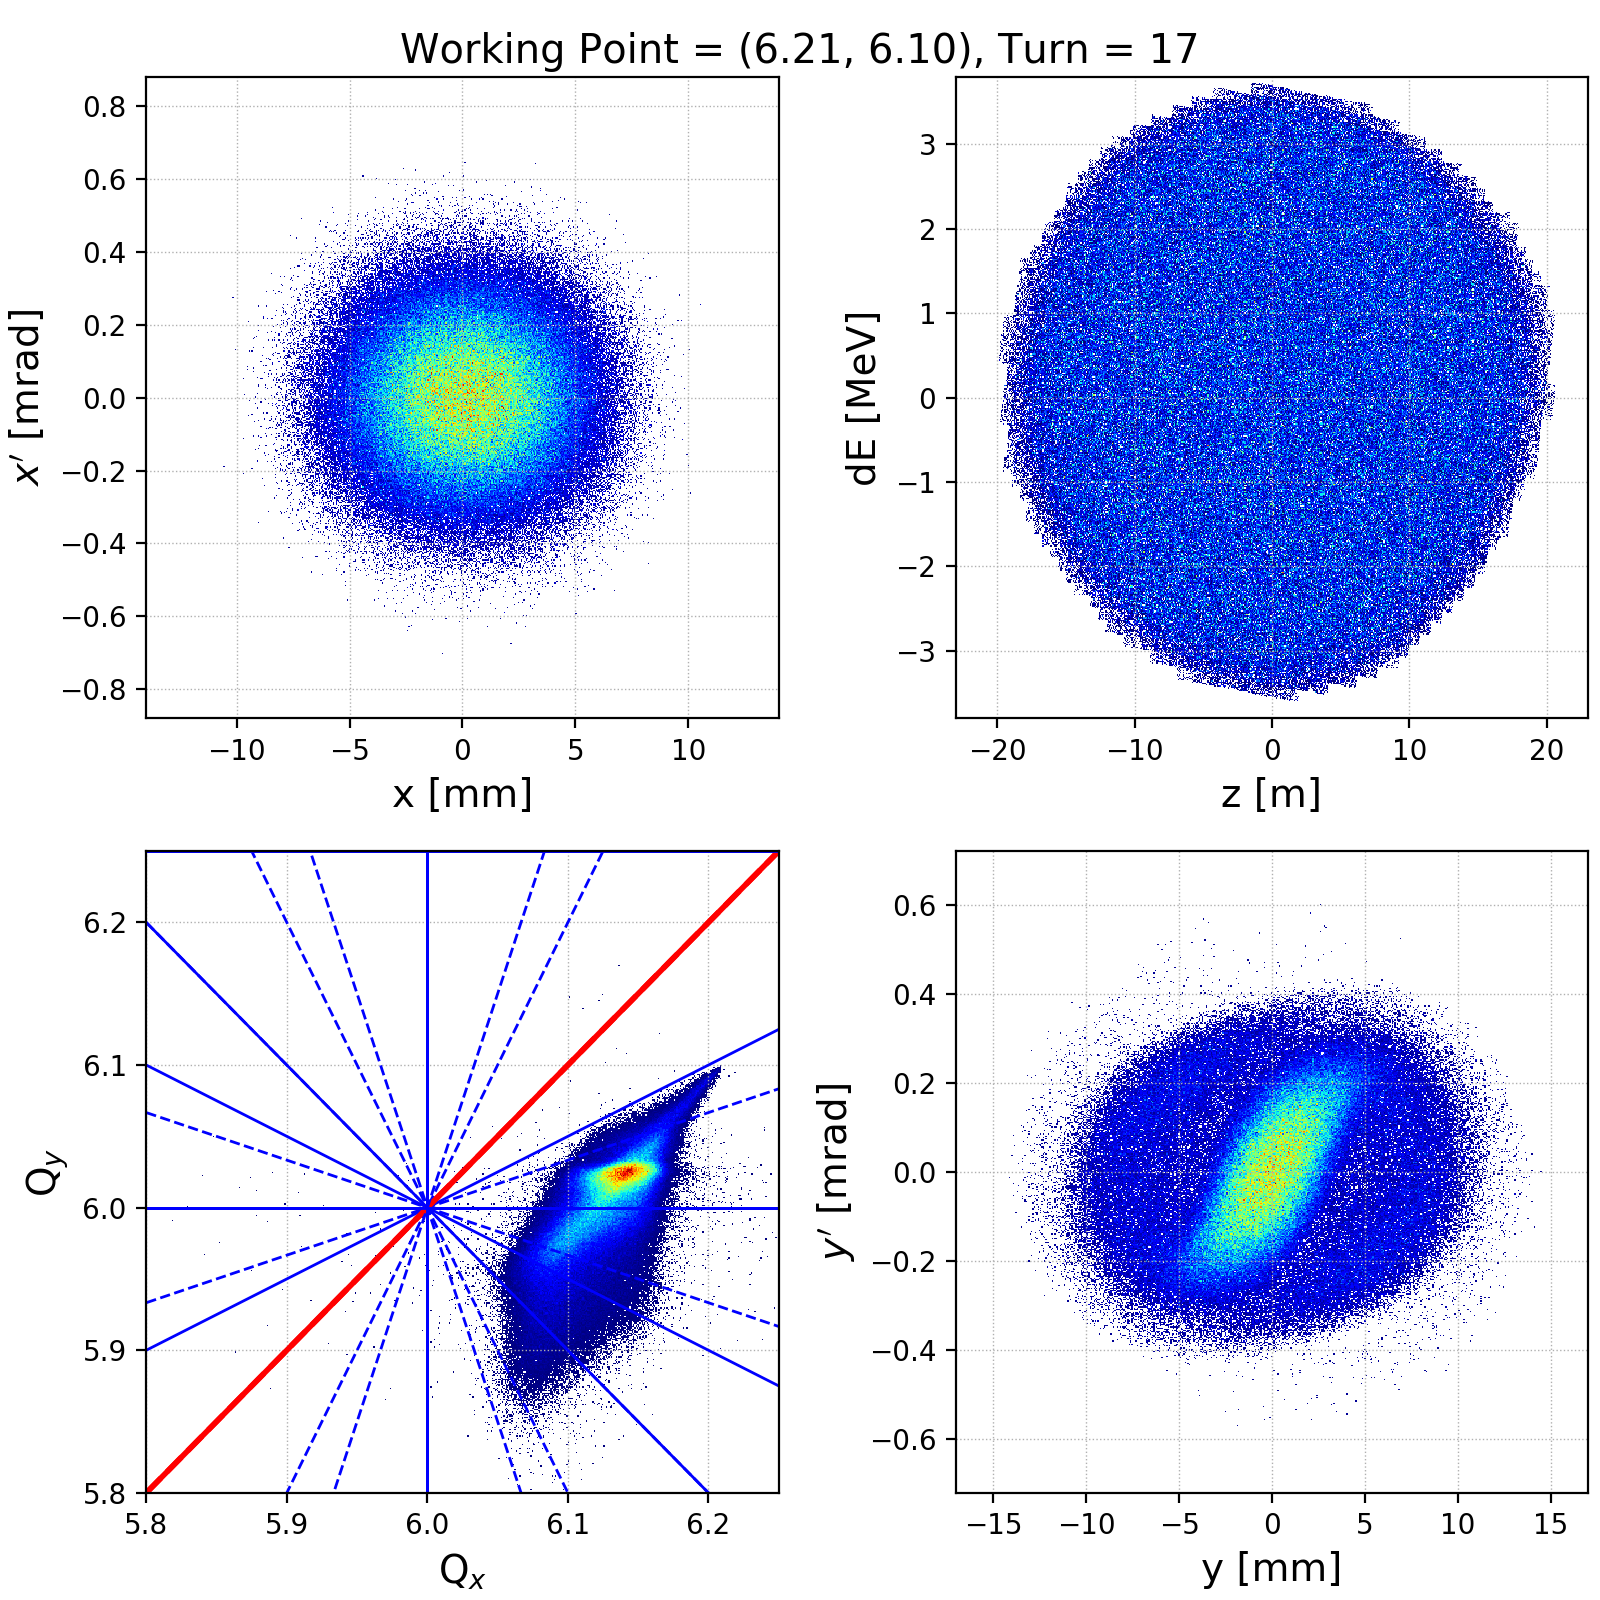 Working Point = (6.21, 6.10), Turn = 17
0.8
0.6
0.4
0.2
0.0
−0.2
−0.4
−0.6
−0.8
x′ [mrad]
−10 −5 0 5 10
x [mm]
3
2
1
0
−1
−2
−3
dE [MeV]
−20 −10 0 10 20
z [m]
6.2
6.1
6.0
5.9
5.8
Qy
5.8 5.9 6.0 6.1 6.2
Qx
0.6
0.4
0.2
0.0
−0.2
−0.4
−0.6
y′ [mrad]
−15 −10 −5 0 5 10 15
y [mm]